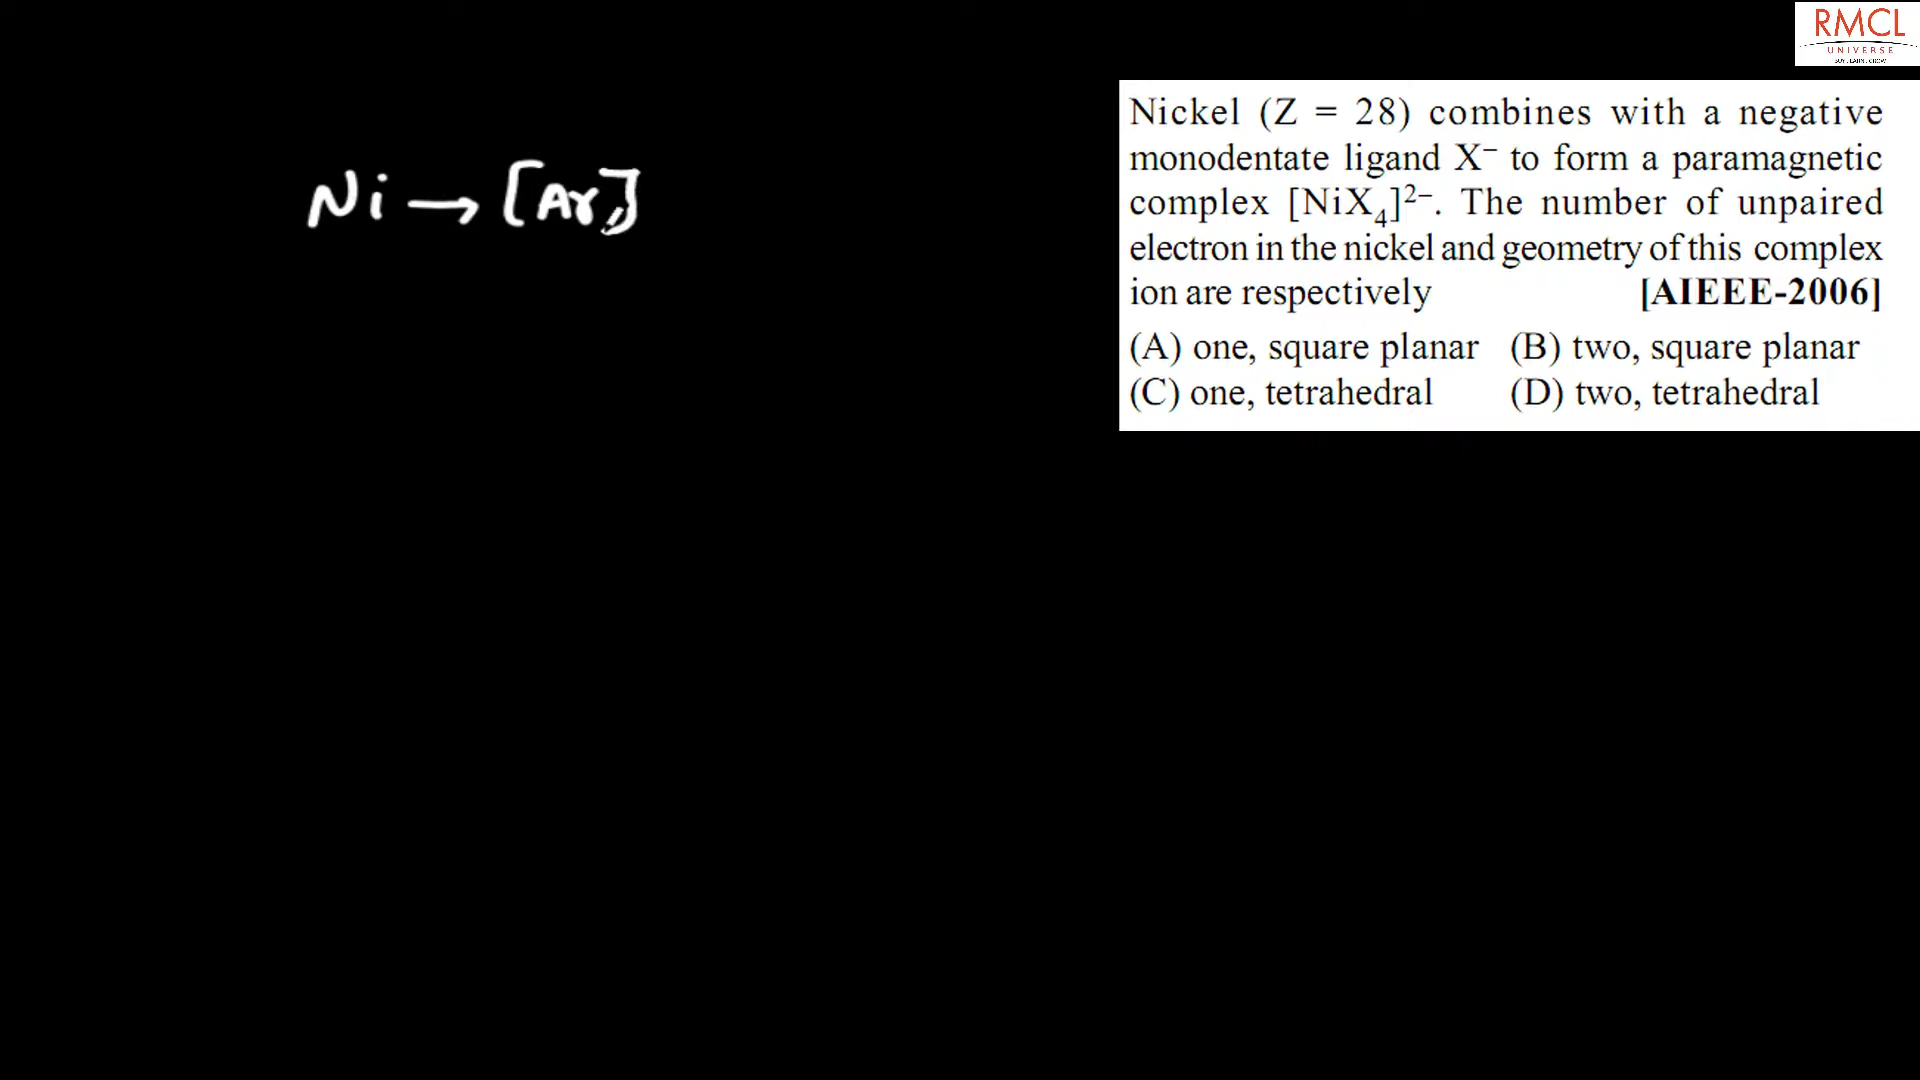 RMCL
UNIVERSE
Nickel (Z = 28) combines with a negative
monodentate ligand X⁻ to form a paramagnetic
complex [NiX₄]²⁻. The number of unpaired
electron in the nickel and geometry of this complex
ion are respectively [AIEEE-2006]
(A) one, square planar (B) two, square planar
(C) one, tetrahedral (D) two, tetrahedral
Ni → [Ar]